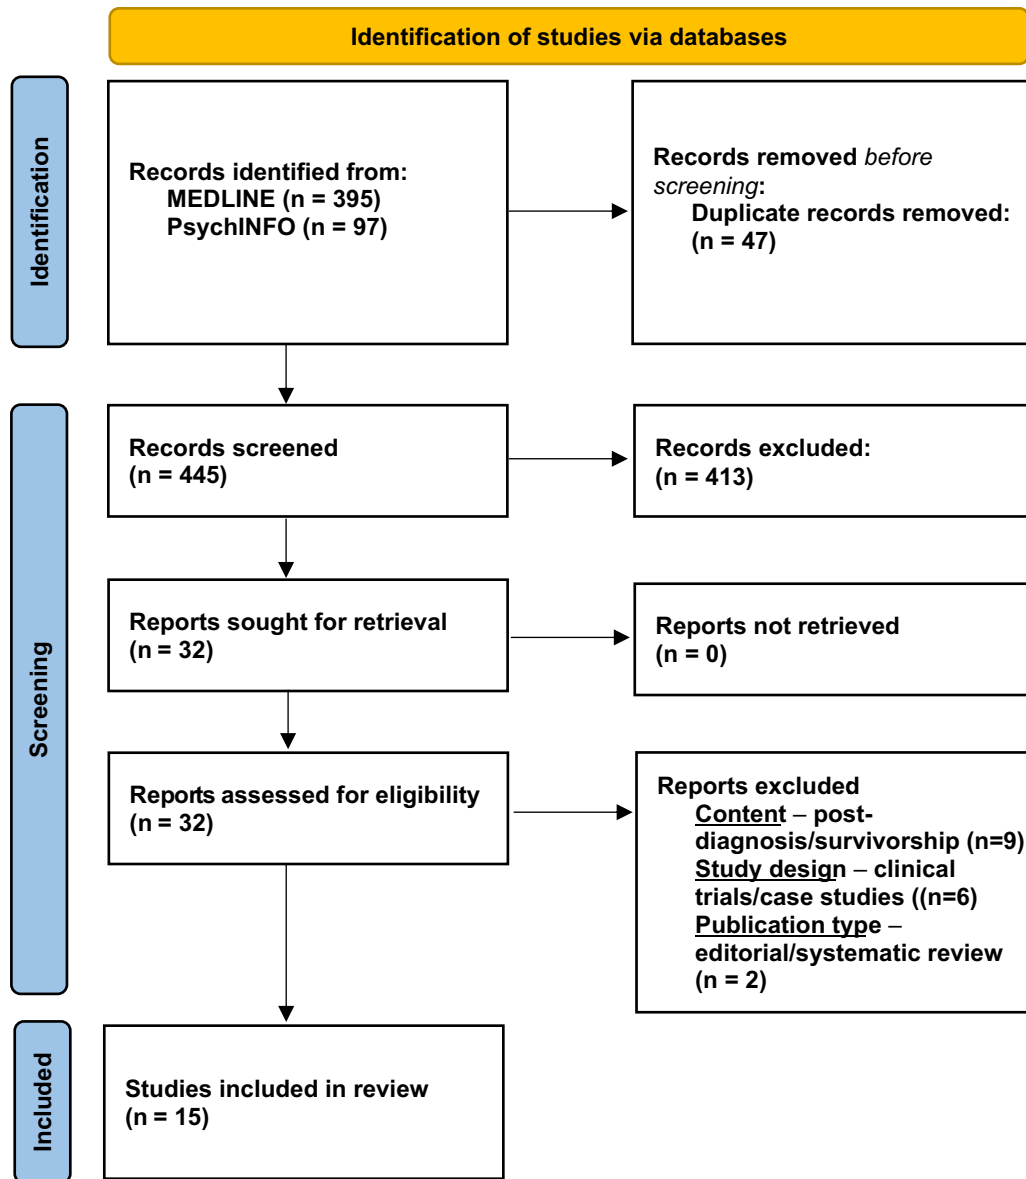 Identification of studies via databases
Identification
Records identified from:
MEDLINE (n = 395)
PsychINFO (n = 97)
Records removed before
screening:
Duplicate records removed:
(n = 47)
Screening
Records screened
(n = 445)
Records excluded:
(n = 413)
Reports sought for retrieval
(n = 32)
Reports not retrieved
(n = 0)
Reports assessed for eligibility
(n = 32)
Reports excluded
Content – post-
diagnosis/survivorship (n=9)
Study design – clinical
trials/case studies ((n=6)
Publication type –
editorial/systematic review
(n = 2)
Included
Studies included in review
(n = 15)